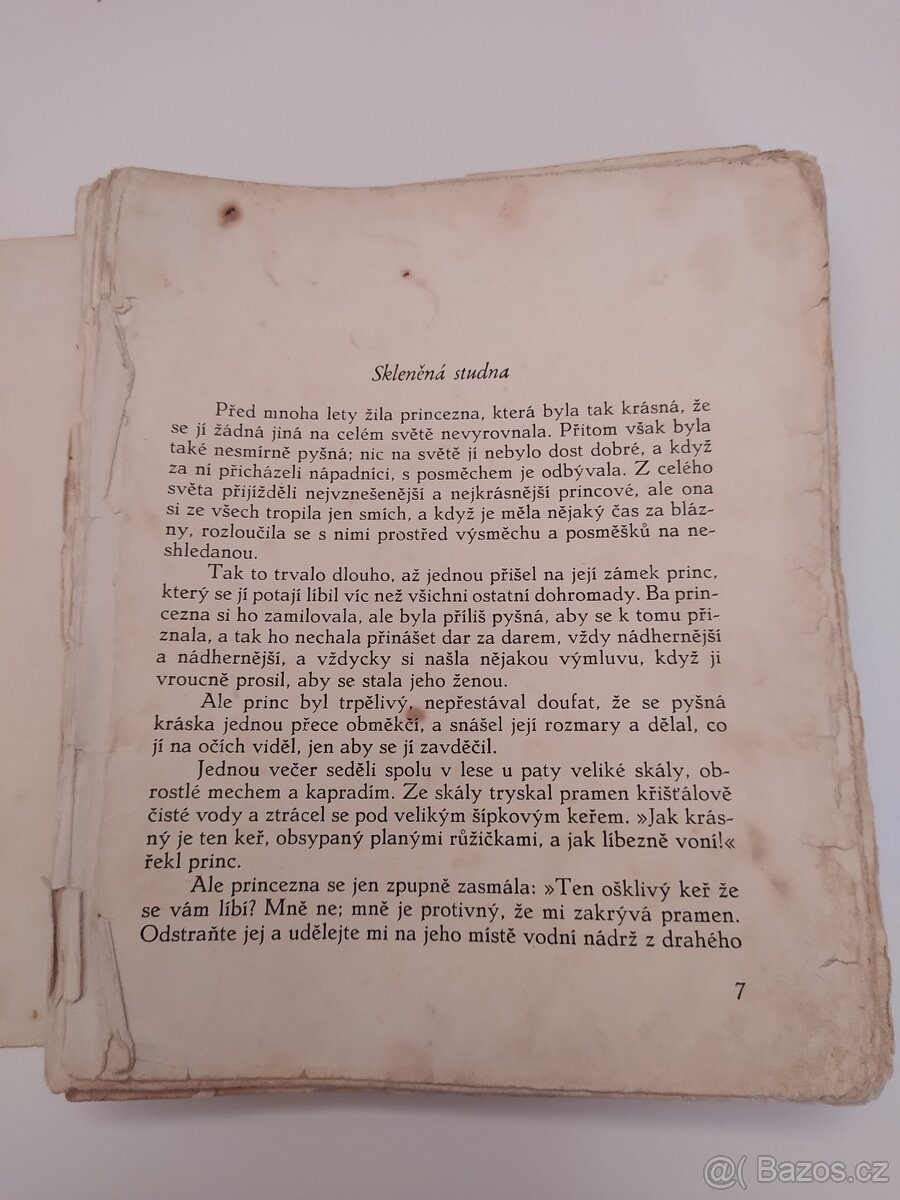 Skleněná studna
Před mnoha lety žila princezna, která byla tak krásná, že
se jí žádná jiná na celém světě nevyrovnala. Přitom však byla
také nesmírně pyšná; nic na světě jí nebylo dost dobré, a když
za ní přicházeli nápadníci, s posměchem je odbývala. Z celého
světa přijížděli nejvznešenější a nejkrásnější princové, ale ona
si ze všech tropila jen smích, a když je měla nějaký čas za bláz-
ny, rozloučila se s nimi prostřed výsměchu a posměšků na ne-
shledanou.
Tak to trvalo dlouho, až jednou přišel na její zámek princ,
který se jí potají líbil víc než všichni ostatní dohromady. Ba prin-
cezna si ho zamilovala, ale byla příliš pyšná, aby se k tomu při-
znala, a tak ho nechala přinášet dar za darem, vždy nádhernější
a nádhernější, a vždycky si našla nějakou výmluvu, když ji
vroucně prosil, aby se stala jeho ženou.
Ale princ byl trpělivý, nepřestával doufat, že se pyšná
kráska jednou přece obměkčí, a snášel její rozmary a dělal, co
jí na očích viděl, jen aby se jí zavděčil.
Jednou večer seděli spolu v lese u paty veliké skály, ob-
rostlé mechem a kapradím. Ze skály tryskal pramen křišťálově
čisté vody a ztrácel se pod velikým šípkovým keřem. »Jak krás-
ný je ten keř, obsypaný planými růžičkami, a jak líbezně voní!«
řekl princ.
Ale princezna se jen zpupně zasmála: »Ten ošklivý keř že
se vám líbí? Mně ne; mně je protivný, že mi zakrývá pramen.
Odstraňte jej a udělejte mi na jeho místě vodní nádrž z drahého
7
@( Bazos.cz